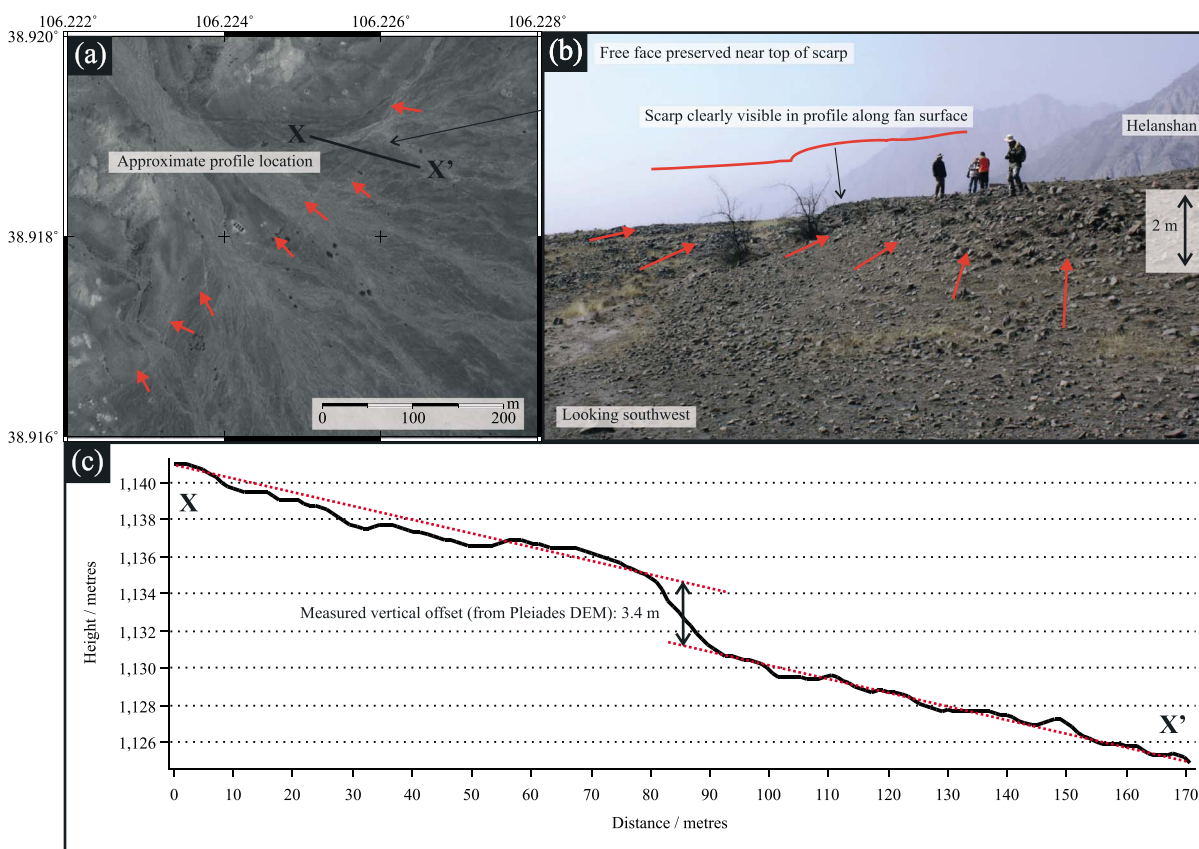 106.222˚ 106.224˚ 106.226˚ 106.228˚
38.920˚
38.918˚
38.916˚
(a)
X
X’
Approximate profile location
m
0 100 200
(b)
Free face preserved near top of scarp
Scarp clearly visible in profile along fan surface
Helanshan
2 m
Looking southwest
(c)
1,140
1,138
1,136
1,134
1,132
1,130
1,128
1,126
Height / metres
X
Measured vertical offset (from Pleiades DEM): 3.4 m
X’
0 10 20 30 40 50 60 70 80 90 100 110 120 130 140 150 160 170
Distance / metres